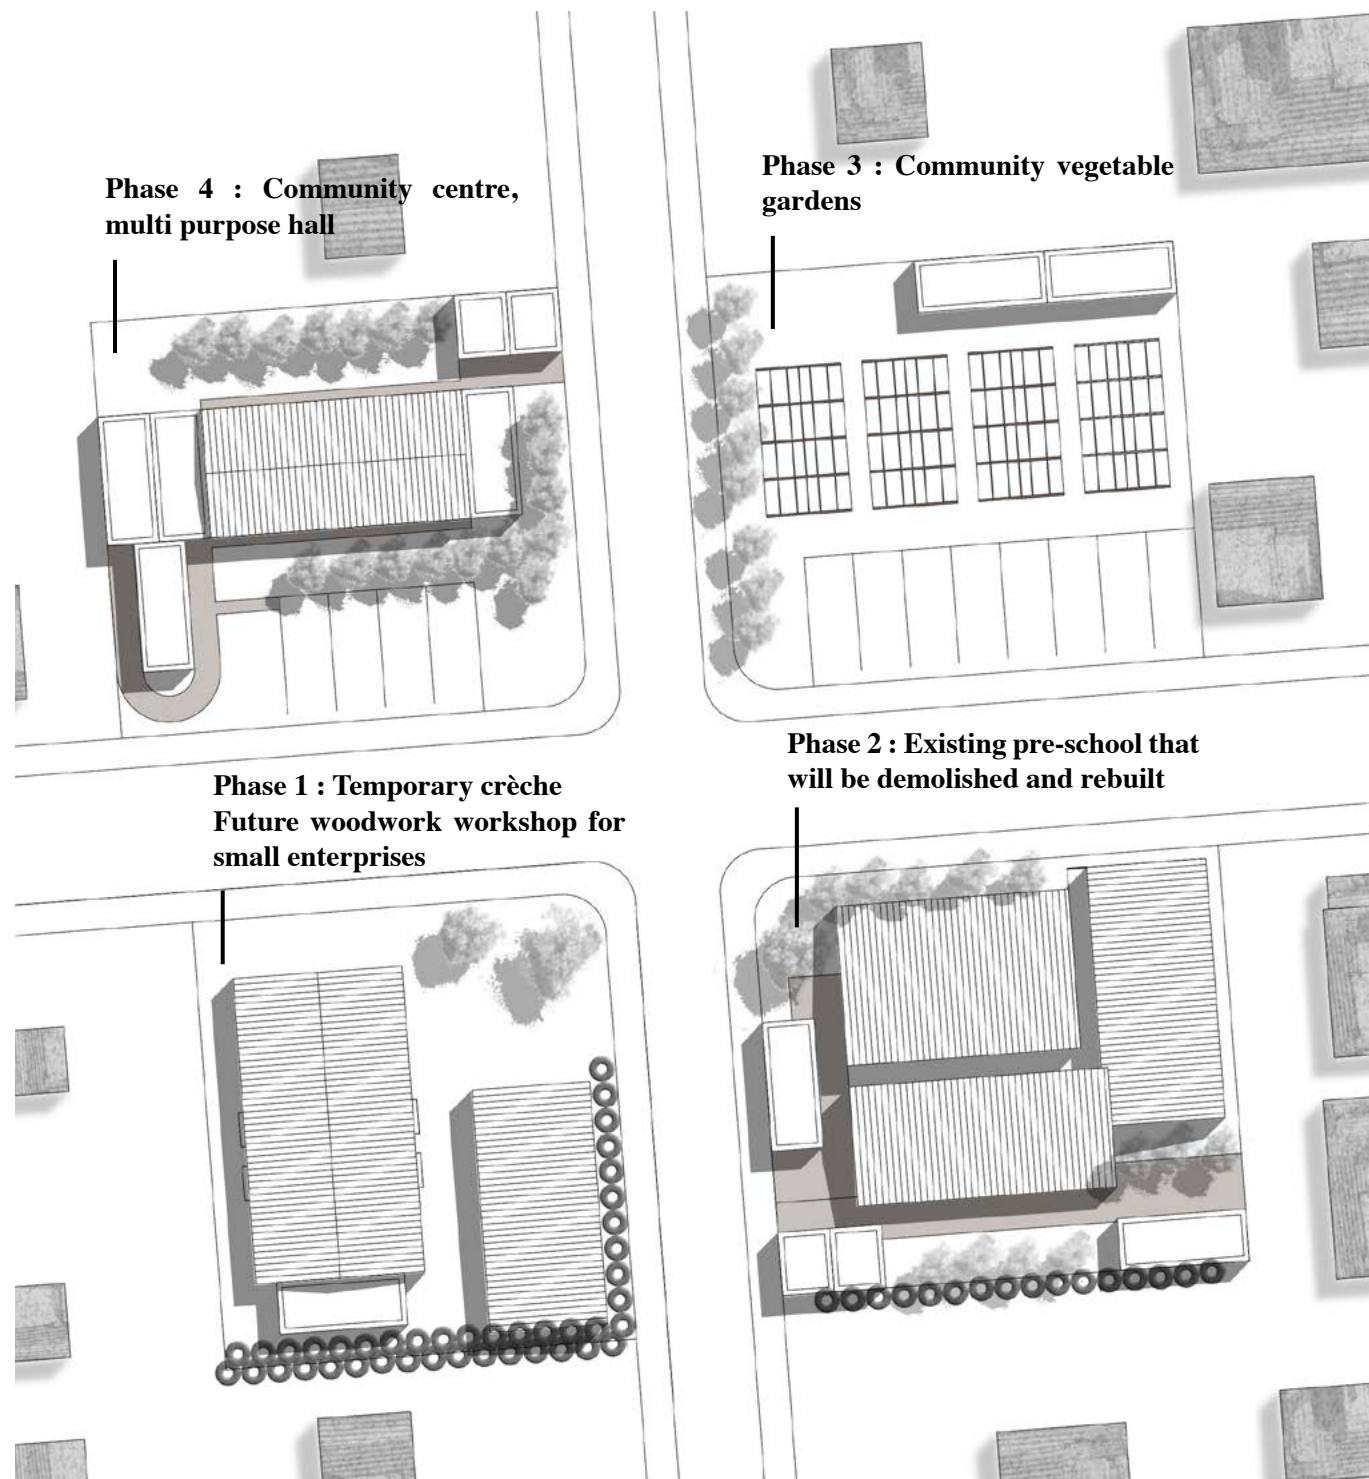 Phase 4 : Community centre,
multi purpose hall
Phase 3 : Community vegetable
gardens
Phase 1 : Temporary crèche
Future woodwork workshop for
small enterprises
Phase 2 : Existing pre-school that
will be demolished and rebuilt